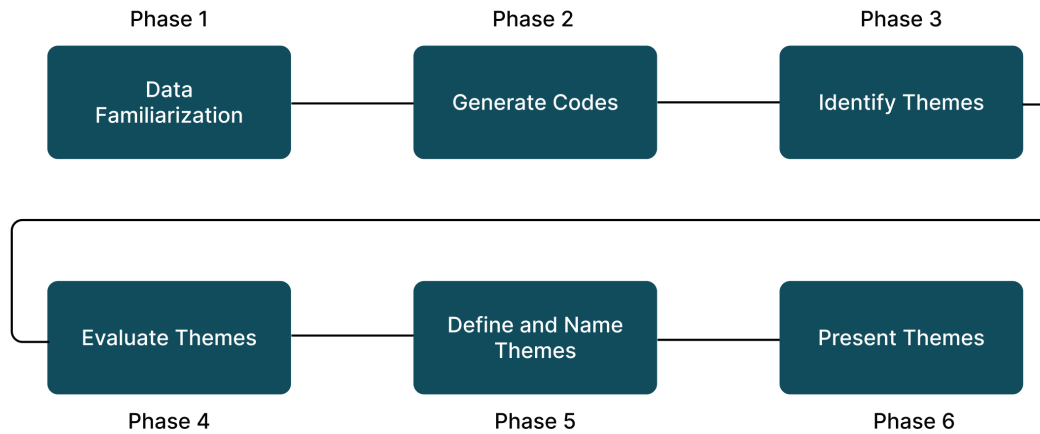 Phase 1
Phase 2
Phase 3
Data
Familiarization
Generate Codes
Identify Themes
Evaluate Themes
Define and Name
Themes
Present Themes
Phase 4
Phase 5
Phase 6